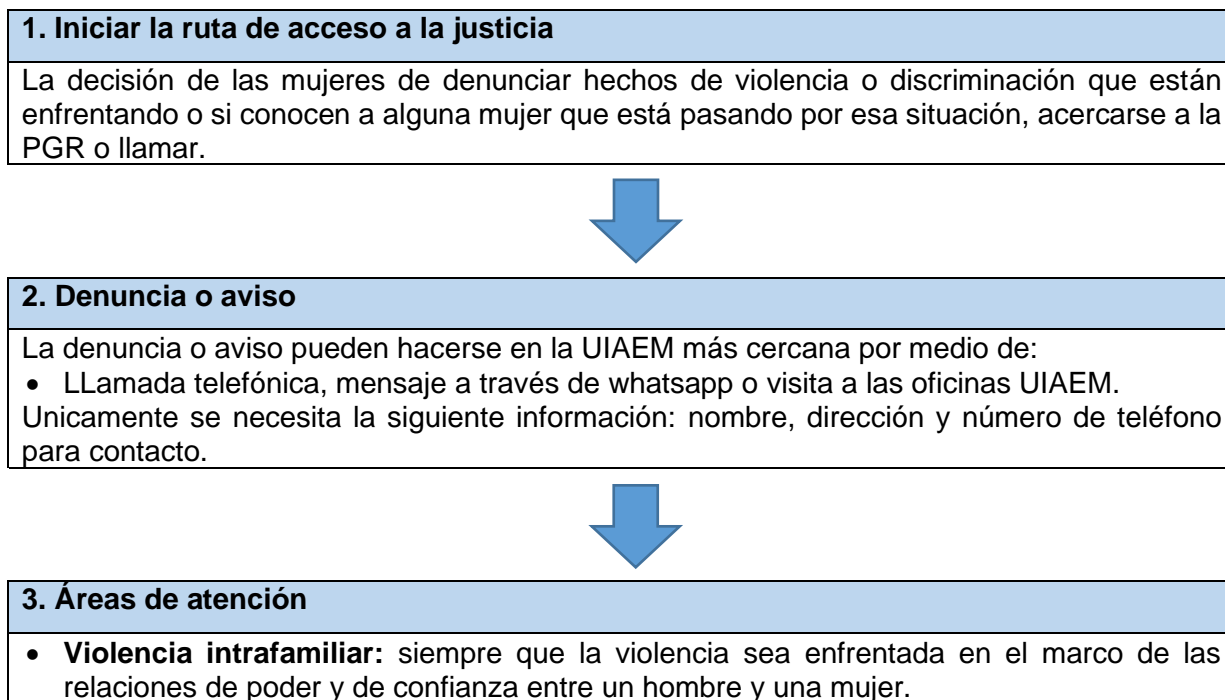 1. Iniciar la ruta de acceso a la justicia
La decisión de las mujeres de denunciar hechos de violencia o discriminación que están
enfrentando o si conocen a alguna mujer que está pasando por esa situación, acercarse a la
PGR o llamar.
2. Denuncia o aviso
La denuncia o aviso pueden hacerse en la UIAEM más cercana por medio de:
• LLamada telefónica, mensaje a través de whatsapp o visita a las oficinas UIAEM.
Unicamente se necesita la siguiente información: nombre, dirección y número de teléfono
para contacto.
3. Áreas de atención
• Violencia intrafamiliar: siempre que la violencia sea enfrentada en el marco de las
relaciones de poder y de confianza entre un hombre y una mujer.